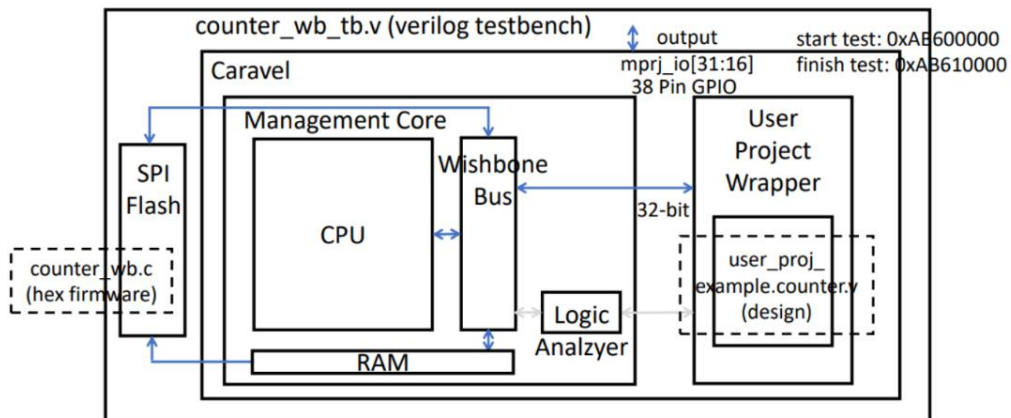 counter_wb_tb.v (verilog testbench)
output
mprj_io[31:16]
38 Pin GPIO
start test: 0xAB600000
finish test: 0xAB610000
Caravel
Management Core
SPI
Flash
counter_wb.c
(hex firmware)
CPU
Wishbone
Bus
32-bit
User
Project
Wrapper
user_proj_
example.counter.v
(design)
Logic
Analzyer
RAM